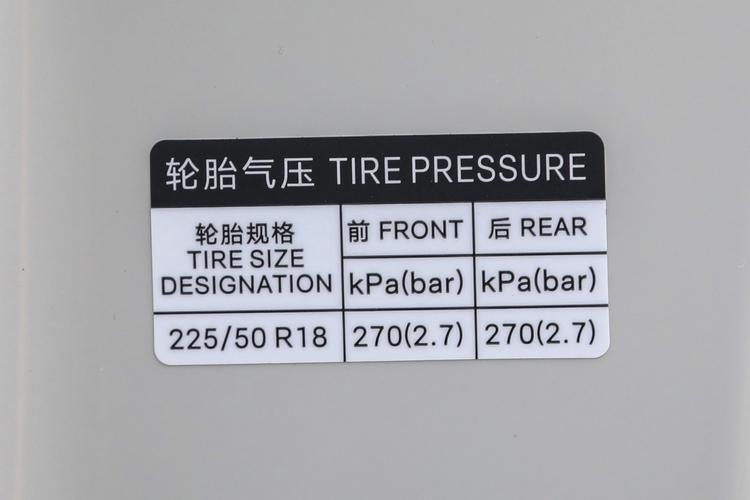 轮胎气压 TIRE PRESSURE
轮胎规格
TIRE SIZE
DESIGNATION
前 FRONT
后 REAR
kPa(bar)
kPa(bar)
225/50 R18
270(2.7)
270(2.7)